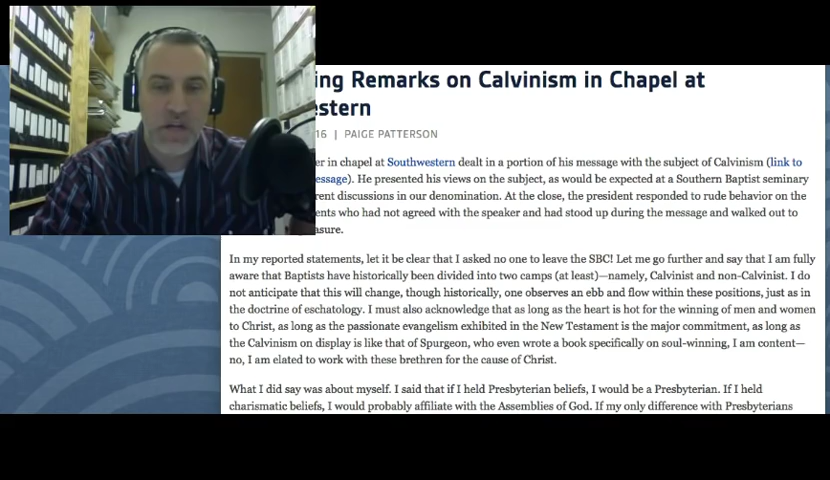 ing Remarks on Calvinism in Chapel at
estern
16 | PAIGE PATTERSON
er in chapel at Southwestern dealt in a portion of his message with the subject of Calvinism (link to
essage). He presented his views on the subject, as would be expected at a Southern Baptist seminary
rent discussions in our denomination. At the close, the president responded to rude behavior on the
ents who had not agreed with the speaker and had stood up during the message and walked out to
asure.
In my reported statements, let it be clear that I asked no one to leave the SBC! Let me go further and say that I am fully
aware that Baptists have historically been divided into two camps (at least)—namely, Calvinist and non-Calvinist. I do
not anticipate that this will change, though historically, one observes an ebb and flow within these positions, just as in
the doctrine of eschatology. I must also acknowledge that as long as the heart is hot for the winning of men and women
to Christ, as long as the passionate evangelism exhibited in the New Testament is the major commitment, as long as
the Calvinism on display is like that of Spurgeon, who even wrote a book specifically on soul-winning, I am content—
no, I am elated to work with these brethren for the cause of Christ.
What I did say was about myself. I said that if I held Presbyterian beliefs, I would be a Presbyterian. If I held
charismatic beliefs, I would probably affiliate with the Assemblies of God. If my only difference with Presbyterians